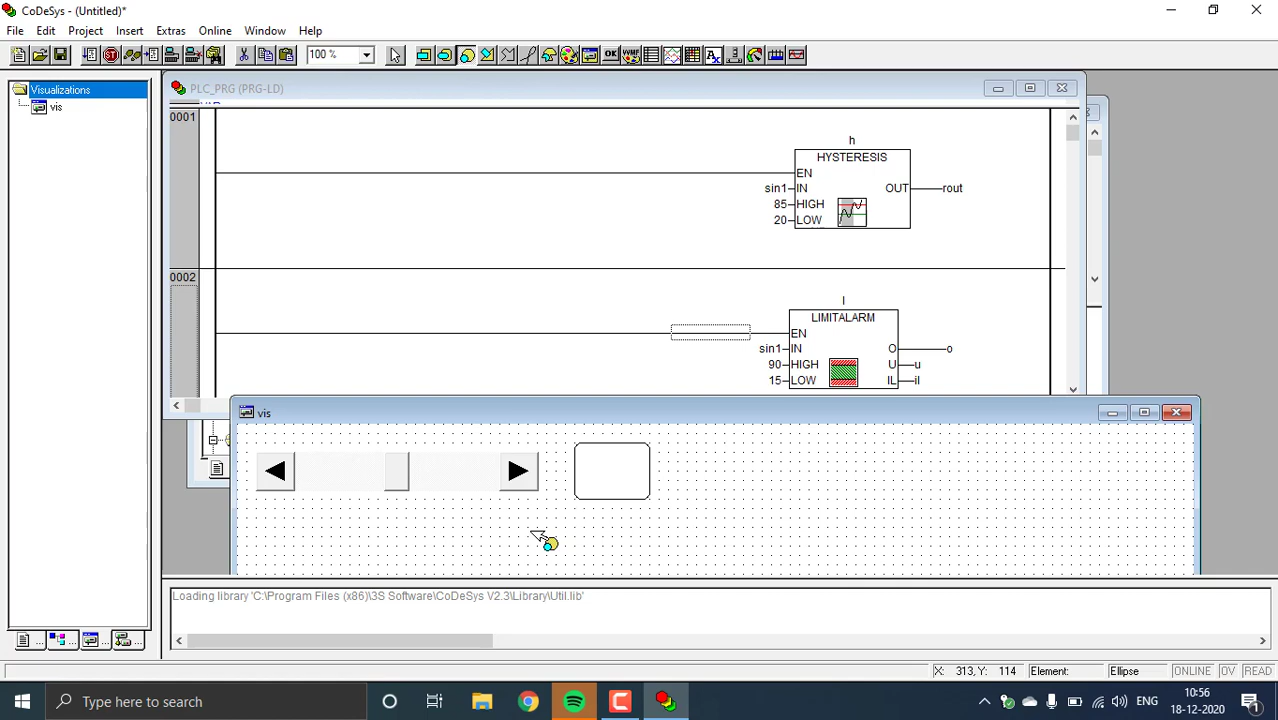 CoDeSys - (Untitled)*
File Edit Project Insert Extras Online Window Help
100 %
Visualizations
vis
PLC_PRG (PRG-LD)
0001
h
HYSTERESIS
EN
sin1 IN OUT rout
85 HIGH
20 LOW
0002
l
LIMITALARM
EN
sin1 IN O o
90 HIGH U u
15 LOW IL il
vis
Loading library 'C:\Program Files (x86)\3S Software\CoDeSys V2.3\Library\Util.lib'
X: 313, Y: 114 Element: Ellipse ONLINE 0V READ
Type here to search
ENG
10:56
18-12-2020
1